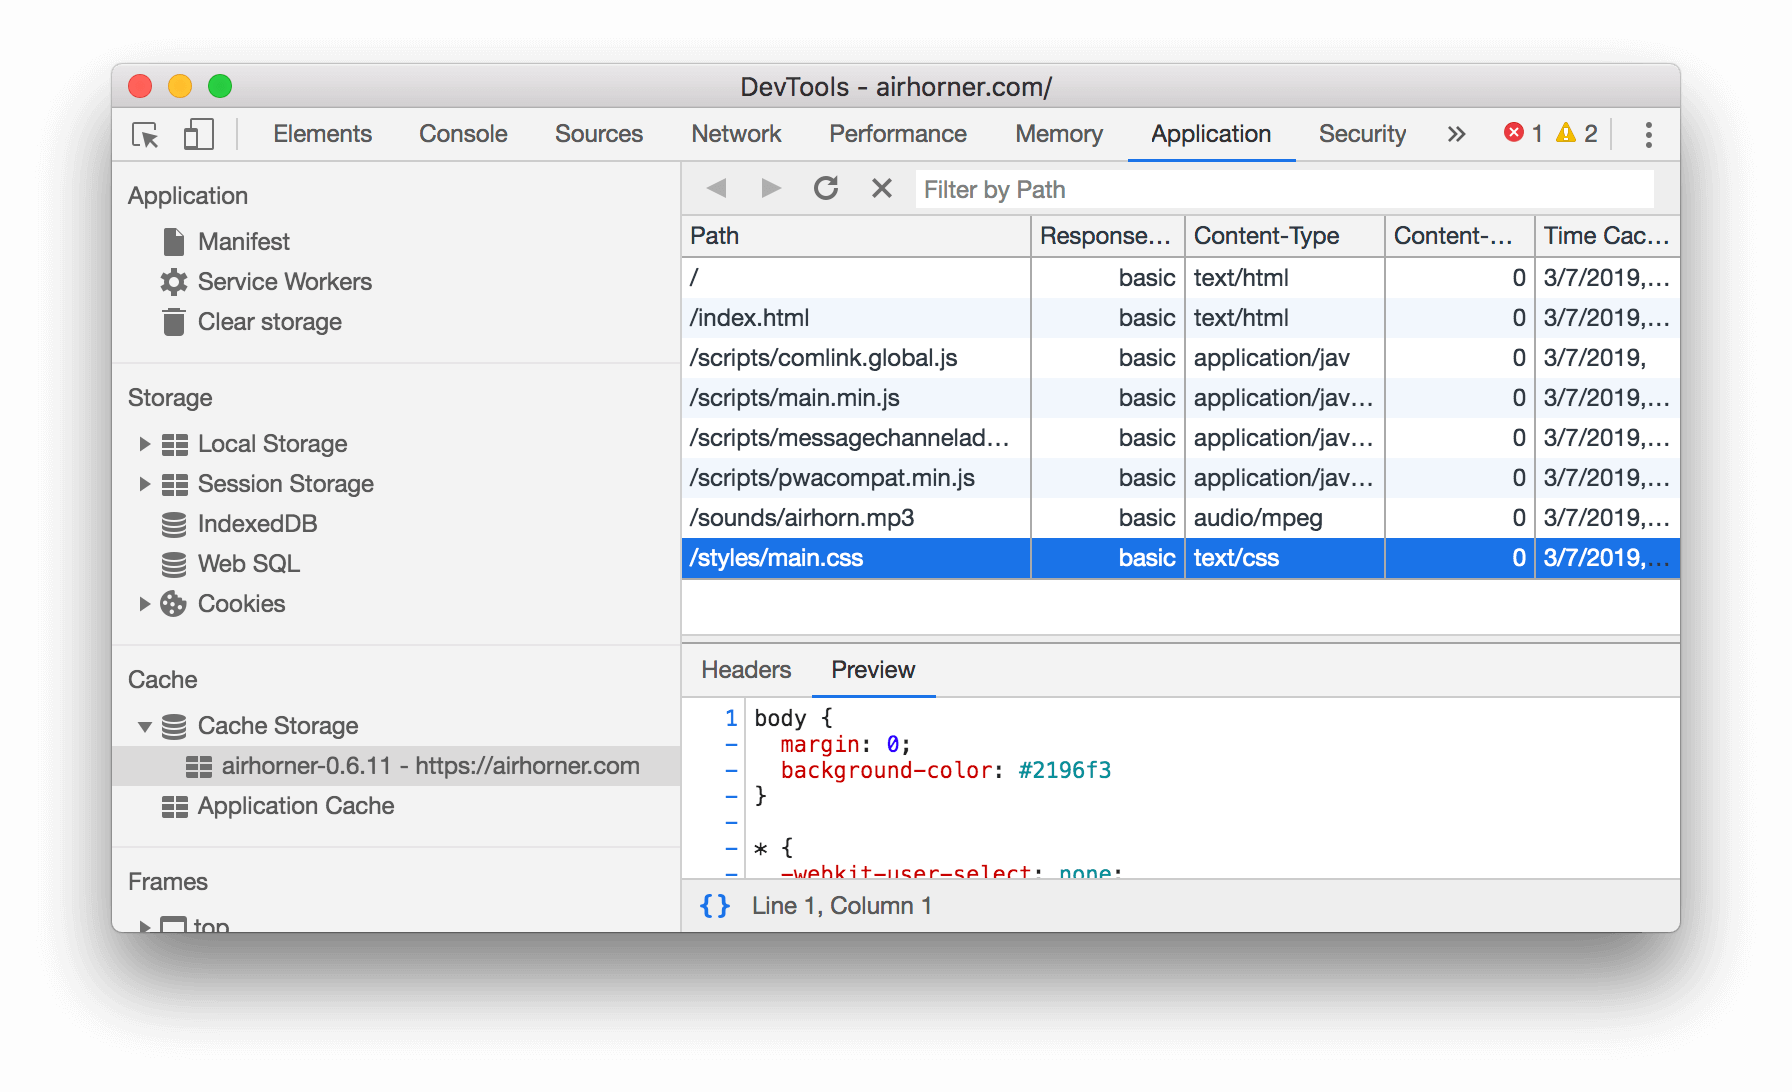 DevTools - airhorner.com/
Elements Console Sources Network Performance Memory Application Security » 1 2
Application
Manifest
Service Workers
Clear storage
Storage
Local Storage
Session Storage
IndexedDB
Web SQL
Cookies
Cache
Cache Storage
airhorner-0.6.11 - https://airhorner.com
Application Cache
Frames
top
Filter by Path
Path Response... Content-Type Content-... Time Cac...
/ basic text/html 0 3/7/2019,...
/index.html basic text/html 0 3/7/2019,...
/scripts/comlink.global.js basic application/jav 0 3/7/2019,
/scripts/main.min.js basic application/jav... 0 3/7/2019,...
/scripts/messagechannelad... basic application/jav... 0 3/7/2019,...
/scripts/pwacompat.min.js basic application/jav... 0 3/7/2019,...
/sounds/airhorn.mp3 basic audio/mpeg 0 3/7/2019,...
/styles/main.css basic text/css 0 3/7/2019,...
Headers Preview
1 body {
- margin: 0;
- background-color: #2196f3
- }
-
- * {
- -webkit-user-select: none;
{} Line 1, Column 1